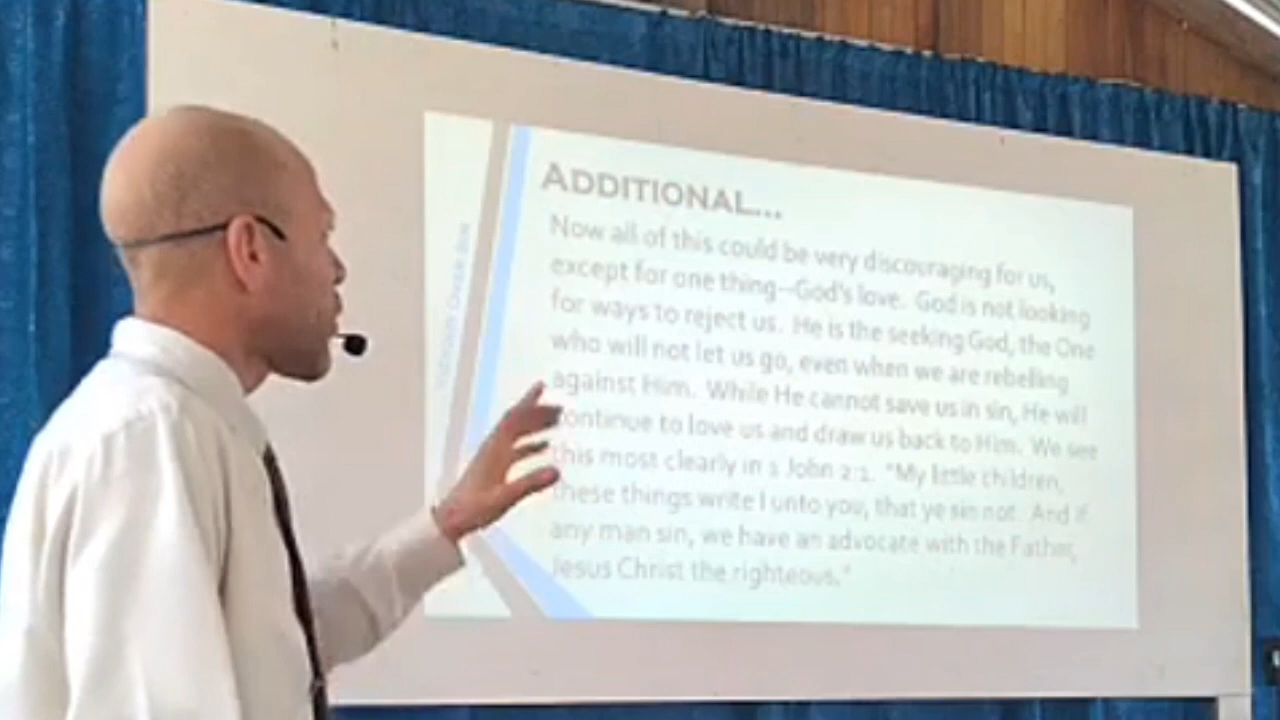 ADDITIONAL...
Now all of this could be very discouraging for us,
except for one thing--God's love. God is not looking
for ways to reject us. He is the seeking God, the One
who will not let us go, even when we are rebelling
against Him. While He cannot save us in sin, He will
continue to love us and draw us back to Him. We see
this most clearly in 1 John 2:1. "My little children,
these things write I unto you, that ye sin not. And if
any man sin, we have an advocate with the Father,
Jesus Christ the righteous."